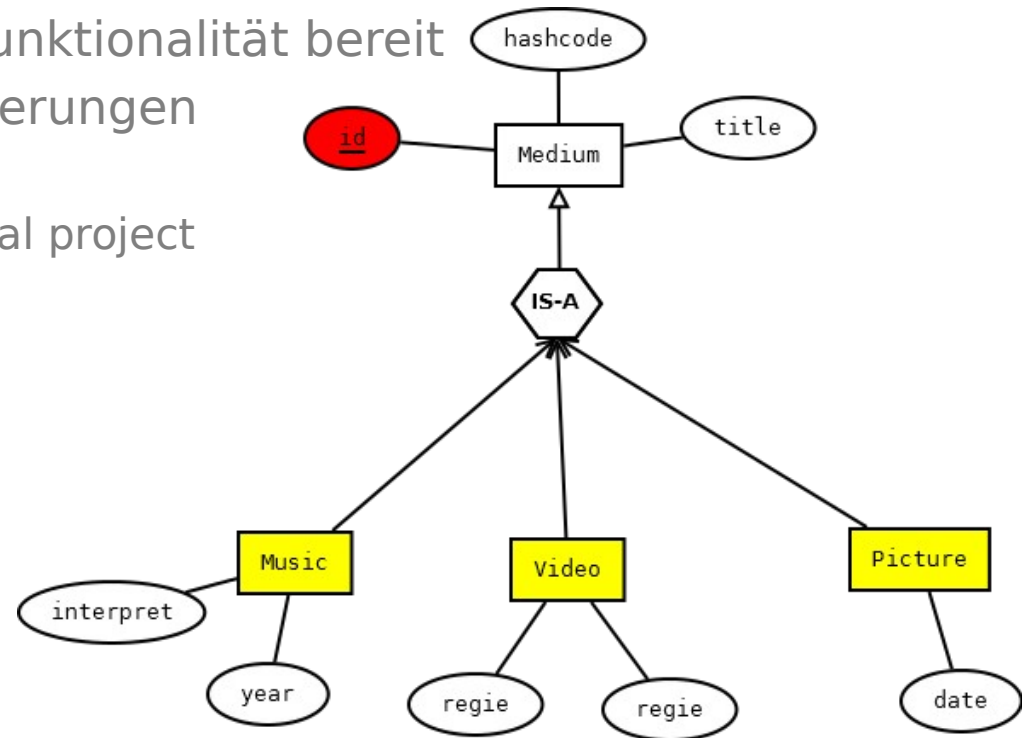 unktionalität bereit
erungen
al project
hashcode
id
title
Medium
IS-A
Music
Video
Picture
interpret
year
regie
regie
date